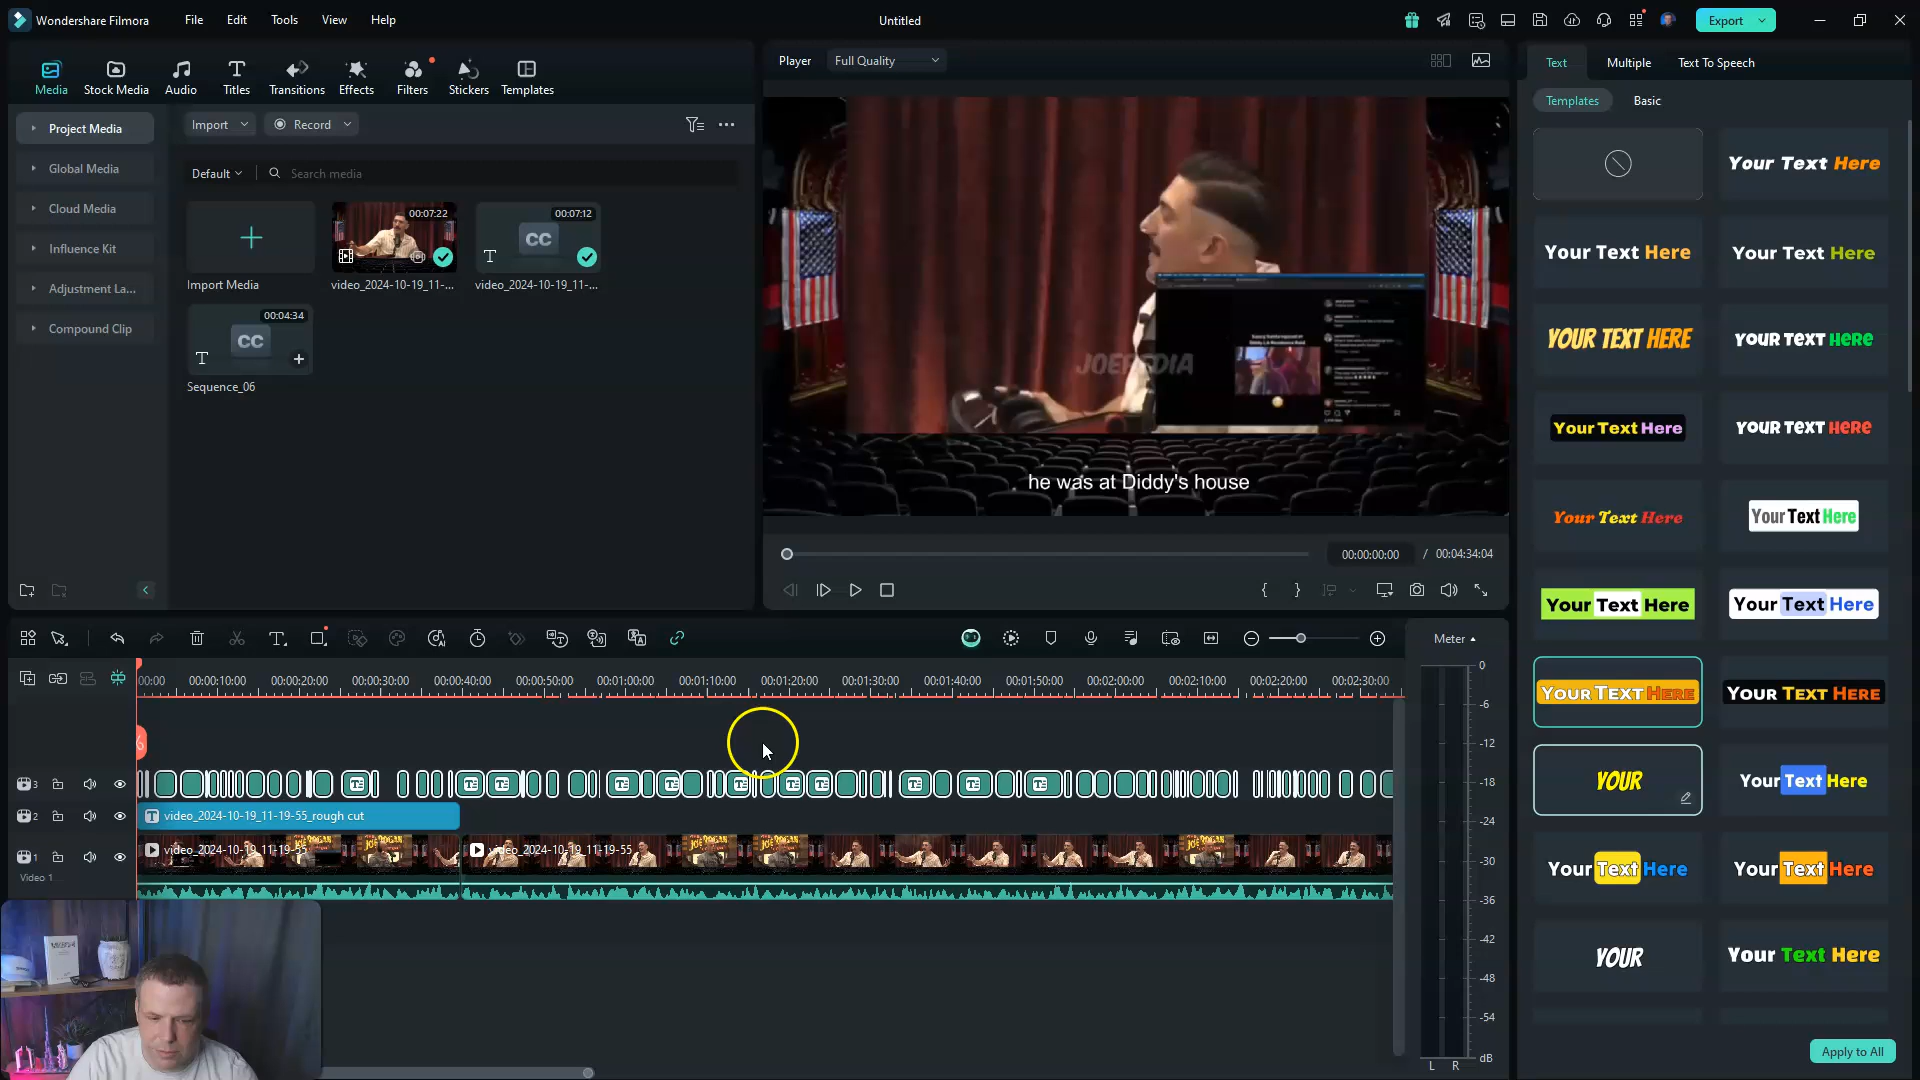 Wondershare Filmora
File
Edit
Tools
View
Help
Untitled
Export
Media
Stock Media
Audio
Titles
Transitions
Effects
Filters
Stickers
Templates
Player
Full Quality
Text
Multiple
Text To Speech
Templates
Basic
Project Media
Global Media
Cloud Media
Influence Kit
Adjustment La...
Compound Clip
Import
Record
Default
Search media
Import Media
00:07:22
video_2024-10-19_11-...
00:07:12
CC
T
video_2024-10-19_11-...
00:04:34
CC
T
Sequence_06
JOEPEDIA
he was at Diddy's house
00:00:00:00
/ 00:04:34:04
Your Text Here
Your Text Here
Your Text Here
YOUR TEXT HERE
YOUR TEXT HERE
Your Text Here
YOUR TEXT HERE
Your Text Here
Your Text Here
Your Text Here
Your Text Here
YOUR TEXT HERE
YOUR TEXT HERE
YOUR
Your Text Here
Your Text Here
Your Text Here
YOUR
Your Text Here
Apply to All
Meter
00:00
00:00:10:00
00:00:20:00
00:00:30:00
00:00:40:00
00:00:50:00
00:01:00:00
00:01:10:00
00:01:20:00
00:01:30:00
00:01:40:00
00:01:50:00
00:02:00:00
00:02:10:00
00:02:20:00
00:02:30:00
3
2
T video_2024-10-19_11-19-55_rough cut
1
Video 1
video_2024-10-19_11-19-55
video_2024-10-19_11-19-55
0
-6
-12
-18
-24
-30
-36
-42
-48
-54
dB
L R